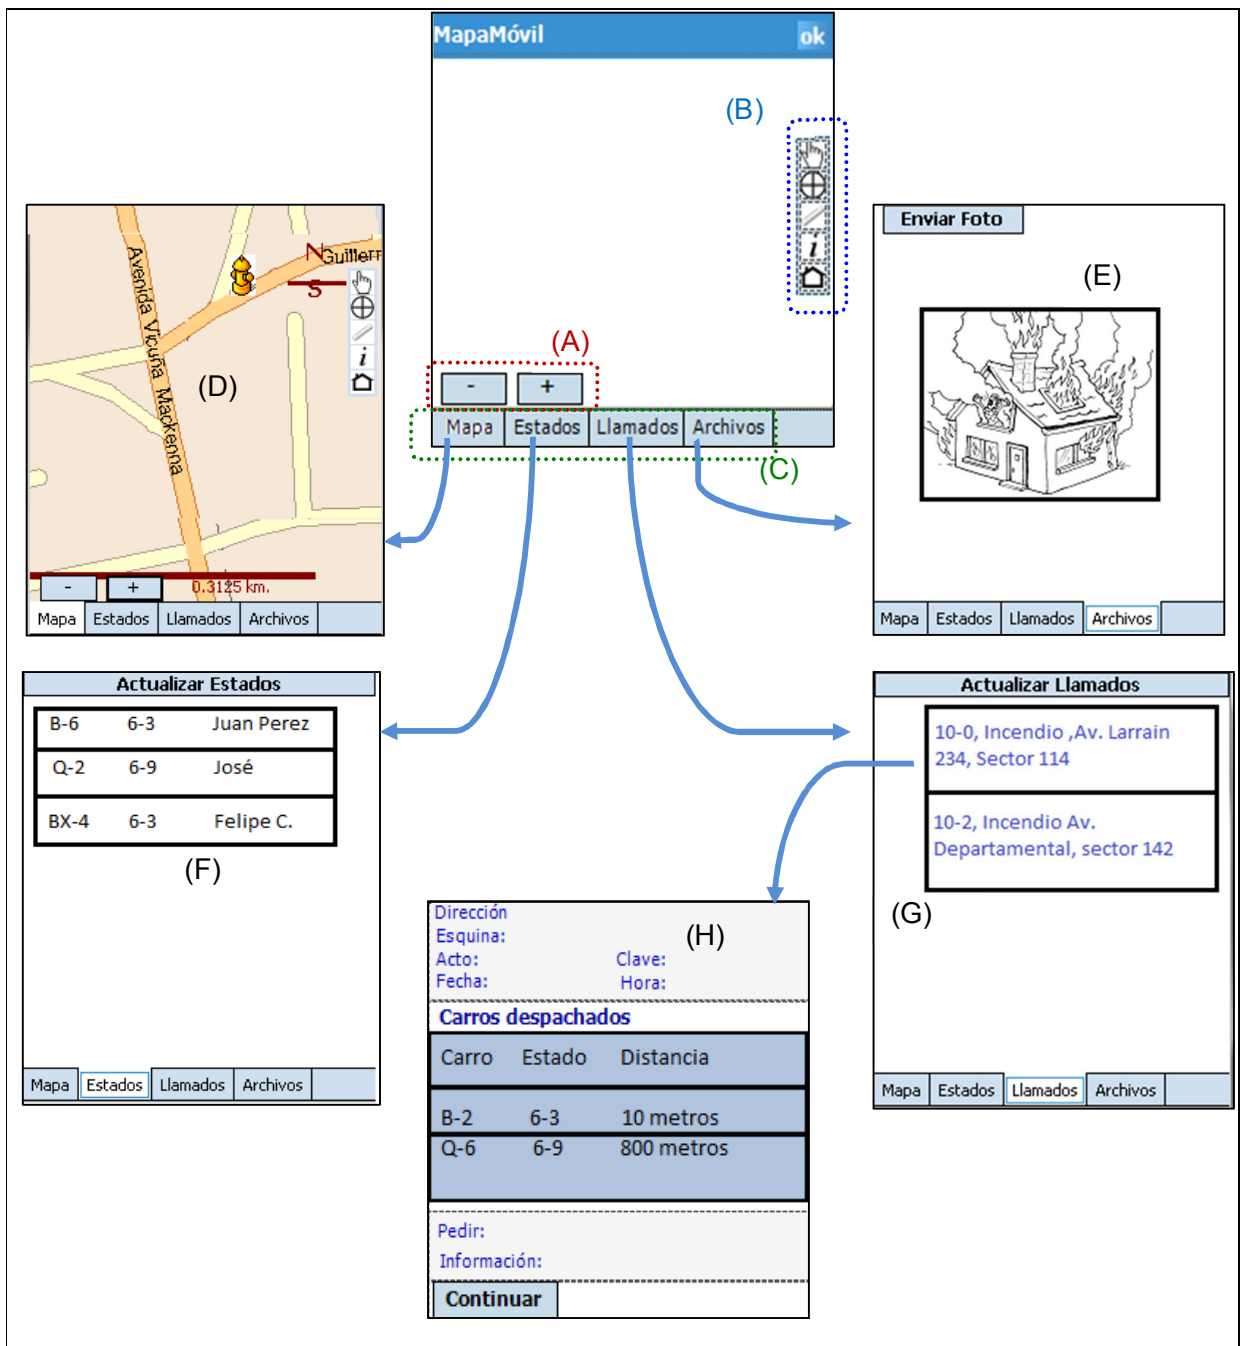 MapaMóvil ok
(B)
i
(A)
- +
Mapa Estados Llamados Archivos
(C)
Avenida Vicuña Mackenna
N
S
Guillerr
i
(D)
- + 0.3125 km.
Mapa Estados Llamados Archivos
Enviar Foto
(E)
Mapa Estados Llamados Archivos
Actualizar Estados
B-6 6-3 Juan Perez
Q-2 6-9 José
BX-4 6-3 Felipe C.
(F)
Mapa Estados Llamados Archivos
Actualizar Llamados
10-0, Incendio ,Av. Larrain
234, Sector 114
10-2, Incendio Av.
Departamental, sector 142
(G)
Mapa Estados Llamados Archivos
Dirección
Esquina:
(H)
Acto: Clave:
Fecha: Hora:
Carros despachados
Carro Estado Distancia
B-2 6-3 10 metros
Q-6 6-9 800 metros
Pedir:
Información:
Continuar